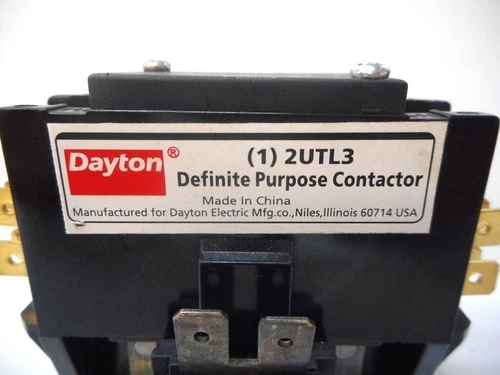 Dayton®
(1) 2UTL3
Definite Purpose Contactor
Made In China
Manufactured for Dayton Electric Mfg.co.,Niles,Illinois 60714 USA